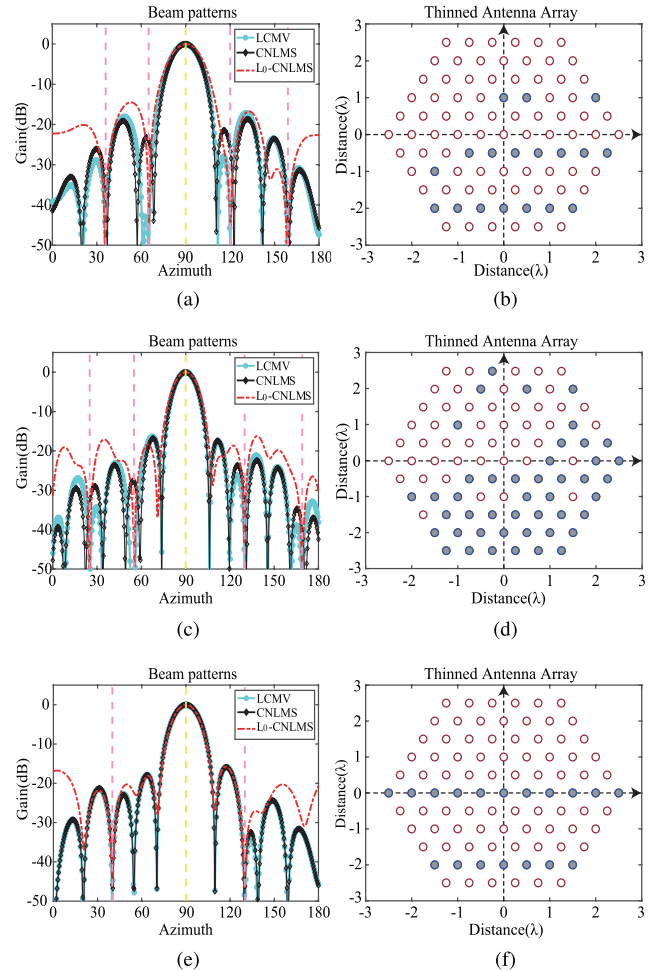 Beam patterns
Thinned Antenna Array
0
-10
-20
-30
-40
-50
Gain(dB)
LCMV
CNLMS
L₀-CNLMS
0 30 60 90 120 150 180
Azimuth
3
2
1
0
-1
-2
-3
Distance(λ)
-3 -2 -1 0 1 2 3
Distance(λ)
(a)
(b)
Beam patterns
Thinned Antenna Array
0
-10
-20
-30
-40
-50
Gain(dB)
LCMV
CNLMS
L₀-CNLMS
0 30 60 90 120 150 180
Azimuth
3
2
1
0
-1
-2
-3
Distance(λ)
-3 -2 -1 0 1 2 3
Distance(λ)
(c)
(d)
Beam patterns
Thinned Antenna Array
0
-10
-20
-30
-40
-50
Gain(dB)
LCMV
CNLMS
L₀-CNLMS
0 30 60 90 120 150 180
Azimuth
3
2
1
0
-1
-2
-3
Distance(λ)
-3 -2 -1 0 1 2 3
Distance(λ)
(e)
(f)